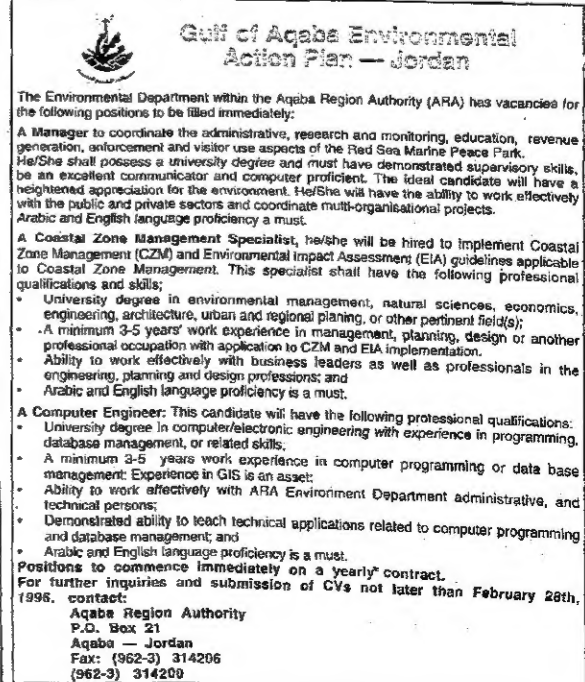 Gulf of Aqaba Environmental
Action Plan — Jordan
The Environmental Department within the Aqaba Region Authority (ARA) has vacancies for
the following positions to be filled immediately:
A Manager to coordinate the administrative, research and monitoring, education, revenue
generation, enforcement and visitor use aspects of the Red Sea Marine Peace Park.
He/She shall possess a university degree and must have demonstrated supervisory skills,
be an excellent communicator and computer proficient. The ideal candidate will have a
heightened appreciation for the environment. He/She will have the ability to work effectively
with the public and private sectors and coordinate multi-organisational projects.
Arabic and English language proficiency a must.
A Coastal Zone Management Specialist, he/she will be hired to implement Coastal
Zone Management (CZM) and Environmental Impact Assessment (EIA) guidelines applicable
to Coastal Zone Management. This specialist shall have the following professional
qualifications and skills;
• University degree in environmental management, natural sciences, economics,
engineering, architecture, urban and regional planing, or other pertinent field(s);
• A minimum 3-5 years' work experience in management, planning, design or another
professional occupation with application to CZM and EIA implementation.
• Ability to work effectively with business leaders as well as professionals in the
engineering, planning and design professions; and
• Arabic and English language proficiency is a must.
A Computer Engineer: This candidate will have the following professional qualifications:
• University degree in computer/electronic engineering with experience in programming,
database management, or related skills;
• A minimum 3-5 years work experience in computer programming or data base
management: Experience in GIS is an asset;
• Ability to work effectively with ARA Environment Department administrative, and
technical persons;
• Demonstrated ability to teach technical applications related to computer programming
and database management; and
• Arabic and English language proficiency is a must.
Positions to commence immediately on a yearly contract.
For further inquiries and submission of CVs not later than February 28th,
1996, contact:
Aqaba Region Authority
P.O. Box 21
Aqaba — Jordan
Fax: (962-3) 314206
(962-3) 314209